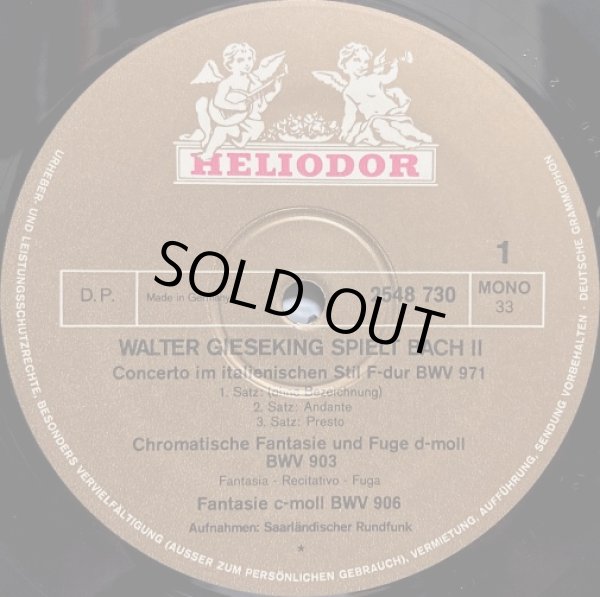 HELIODOR
1
D.P.
Made in Germany
2548 730
MONO
33
SOLD OUT
WALTER GIESEKING SPIELT BACH II
Concerto im italienischen Stil F-dur BWV 971
1. Satz: (ohne Bezeichnung)
2. Satz: Andante
3. Satz: Presto
Chromatische Fantasie und Fuge d-moll
BWV 903
Fantasia - Recitativo - Fuga
Fantasie c-moll BWV 906
Aufnahmen: Saarländischer Rundfunk
*
URHEBER- UND LEISTUNGSSCHUTZRECHTE, BESONDERS VERVIELFÄLTIGUNG (AUSSER ZUM PERSÖNLICHEN GEBRAUCH), VERMIETUNG, AUFFÜHRUNG, SENDUNG VORBEHALTEN · DEUTSCHE GRAMMOPHON